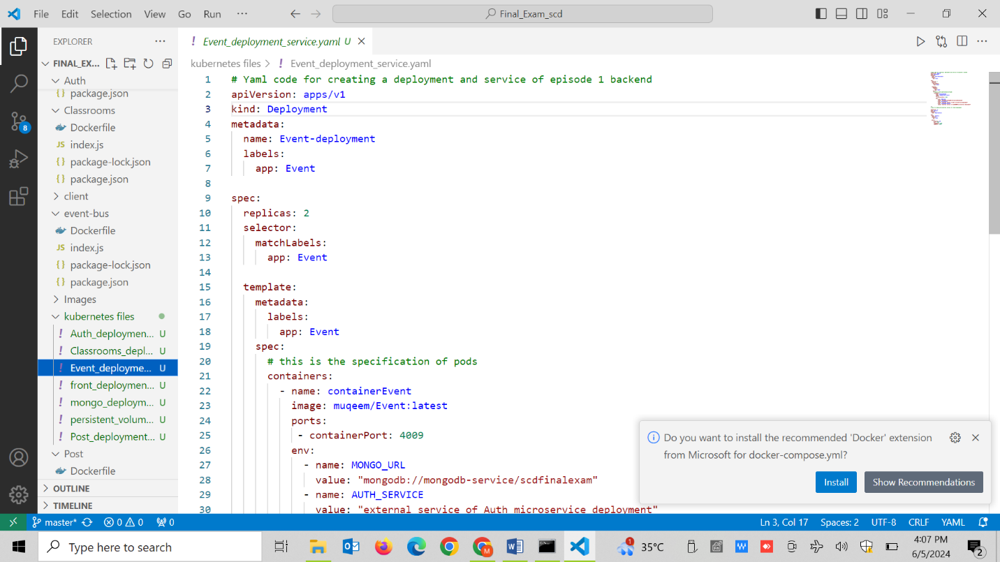 File Edit Selection View Go Run ··· Final_Exam_scd
EXPLORER ···
FINAL_EX...
Auth
package.json
Classrooms
Dockerfile
JS index.js
{} package-lock.json
{} package.json
client
event-bus
Dockerfile
JS index.js
{} package-lock.json
{} package.json
Images
kubernetes files
! Auth_deploymen... U
! Classrooms_depl... U
! Event_deployme... U
! front_deploymen... U
! mongo_deploym... U
! persistent_volum... U
! Post_deployment... U
Post
Dockerfile
OUTLINE
TIMELINE
! Event_deployment_service.yaml U
kubernetes files > ! Event_deployment_service.yaml
1 # Yaml code for creating a deployment and service of episode 1 backend
2 apiVersion: apps/v1
3 kind: Deployment
4 metadata:
5 name: Event-deployment
6 labels:
7 app: Event
8
9 spec:
10 replicas: 2
11 selector:
12 matchLabels:
13 app: Event
14
15 template:
16 metadata:
17 labels:
18 app: Event
19 spec:
20 # this is the specification of pods
21 containers:
22 - name: containerEvent
23 image: muqeem/Event:latest
24 ports:
25 - containerPort: 4009
26 env:
27 - name: MONGO_URL
28 value: "mongodb://mongodb-service/scdfinalexam"
29 - name: AUTH_SERVICE
30 value: "external service of Auth microservice deployment"
Do you want to install the recommended 'Docker' extension
from Microsoft for docker-compose.yml?
Install Show Recommendations
8
master* 0 0 0 Ln 3, Col 17 Spaces: 2 UTF-8 CRLF YAML
Type here to search
1 35°C
4:07 PM
6/5/2024
2